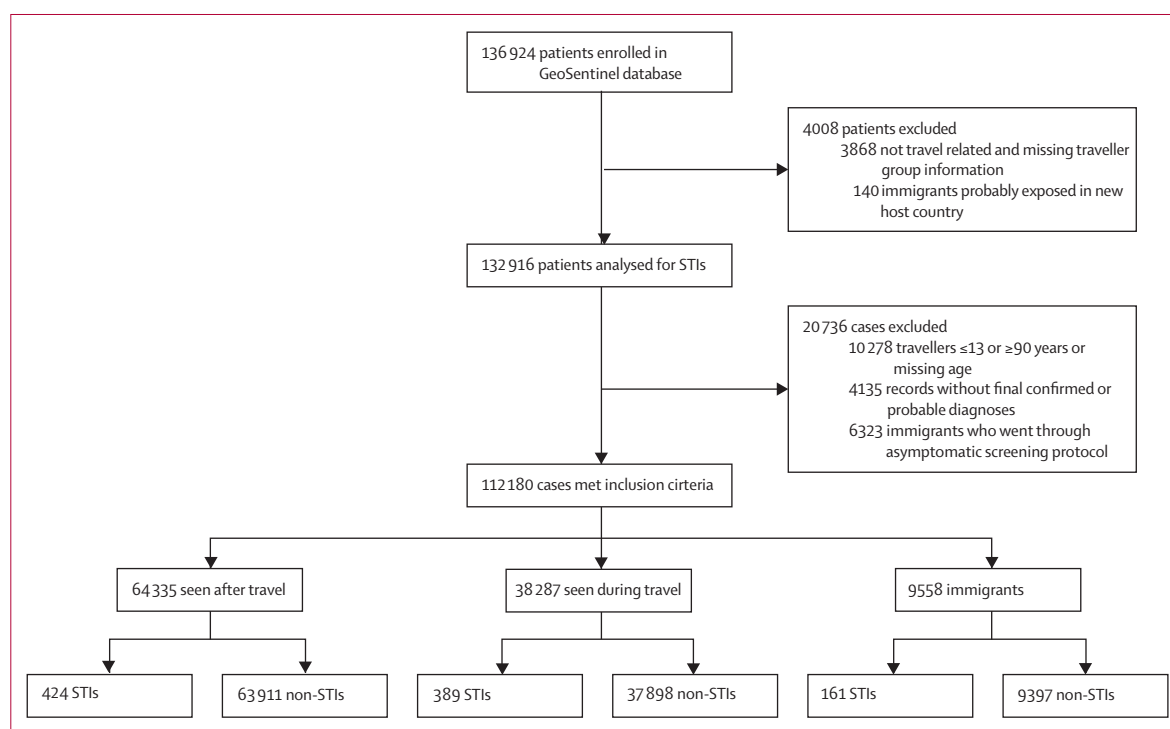 136 924 patients enrolled in
GeoSentinel database
4008 patients excluded
3868 not travel related and missing traveller
group information
140 immigrants probably exposed in new
host country
132 916 patients analysed for STIs
20 736 cases excluded
10 278 travellers ≤13 or ≥90 years or
missing age
4135 records without final confirmed or
probable diagnoses
6323 immigrants who went through
asymptomatic screening protocol
112 180 cases met inclusion cirteria
64 335 seen after travel
38 287 seen during travel
9558 immigrants
424 STIs
63 911 non-STIs
389 STIs
37 898 non-STIs
161 STIs
9397 non-STIs